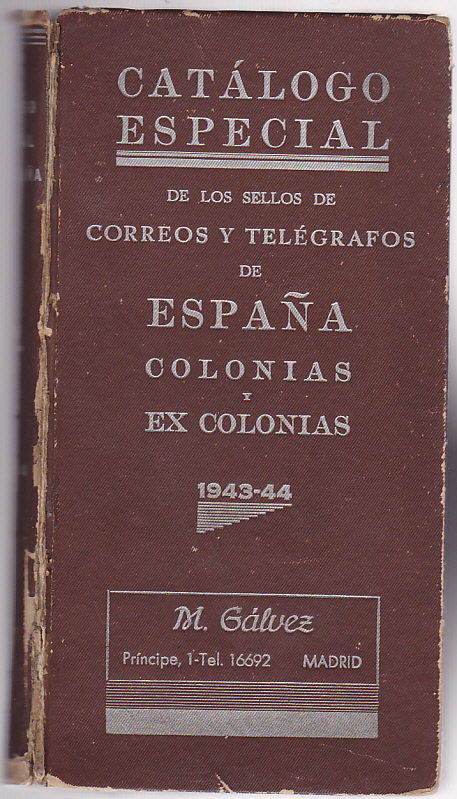 CATÁLOGO
ESPECIAL
DE LOS SELLOS DE
CORREOS Y TELÉGRAFOS
DE
ESPAÑA
COLONIAS
Y
EX COLONIAS
1943-44
M. Gálvez
Príncipe, 1-Tel. 16692 MADRID